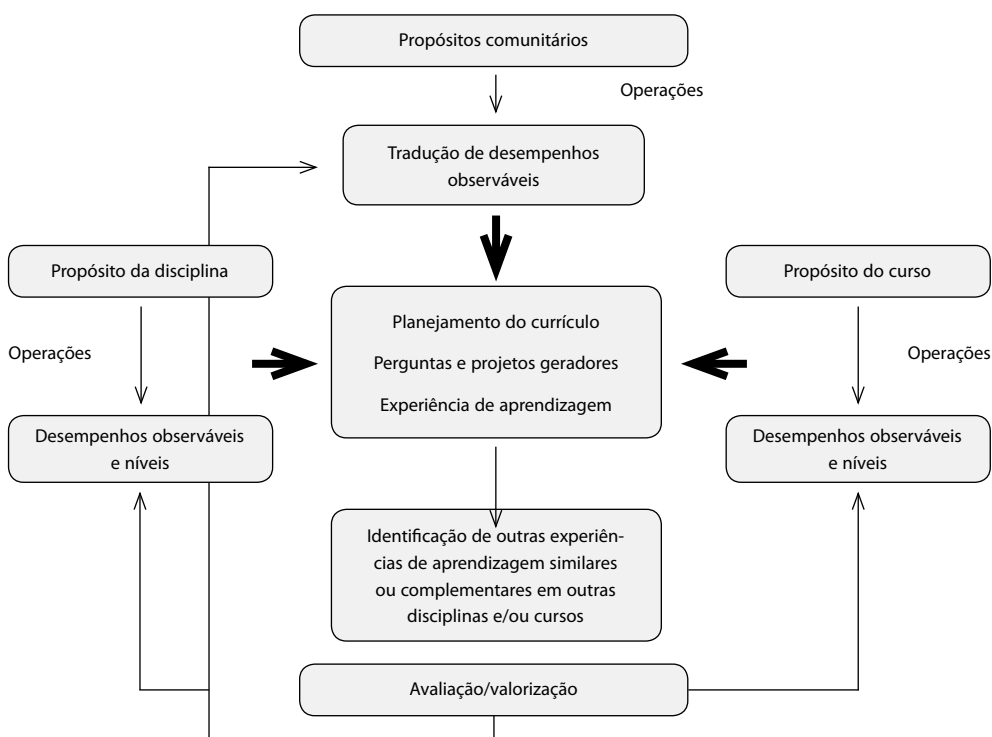 Propósitos comunitários
Operações
Tradução de desempenhos
observáveis
Propósito da disciplina
Propósito do curso
Planejamento do currículo
Perguntas e projetos geradores
Experiência de aprendizagem
Operações
Operações
Desempenhos observáveis
e níveis
Desempenhos observáveis
e níveis
Identificação de outras experiên-
cias de aprendizagem similares
ou complementares em outras
disciplinas e/ou cursos
Avaliação/valorização